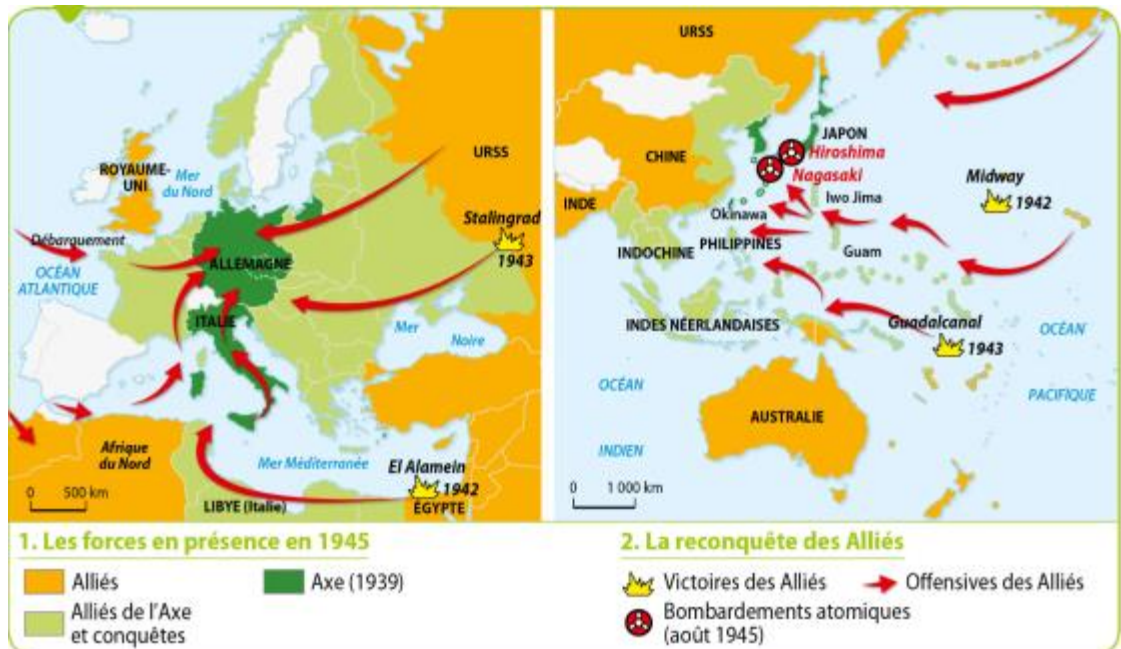 URSS
ROYAUME-
UNI
Mer
du Nord
Stalingrad
1943
Débarquement
ALLEMAGNE
OCÉAN
ATLANTIQUE
ITALIE
Mer
Noire
Afrique
du Nord
Mer Méditerranée
El Alamein
1942
0 500 km
LIBYE (Italie)
ÉGYPTE
URSS
JAPON
CHINE
Hiroshima
Nagasaki
Midway
1942
INDE
Iwo Jima
Okinawa
INDOCHINE
PHILIPPINES
Guam
INDES NÉERLANDAISES
Guadalcanal
1943
OCÉAN
PACIFIQUE
OCÉAN
INDIEN
AUSTRALIE
0 1 000 km
1. Les forces en présence en 1945
Alliés
Axe (1939)
Alliés de l'Axe
et conquêtes
2. La reconquête des Alliés
Victoires des Alliés
Offensives des Alliés
Bombardements atomiques
(août 1945)